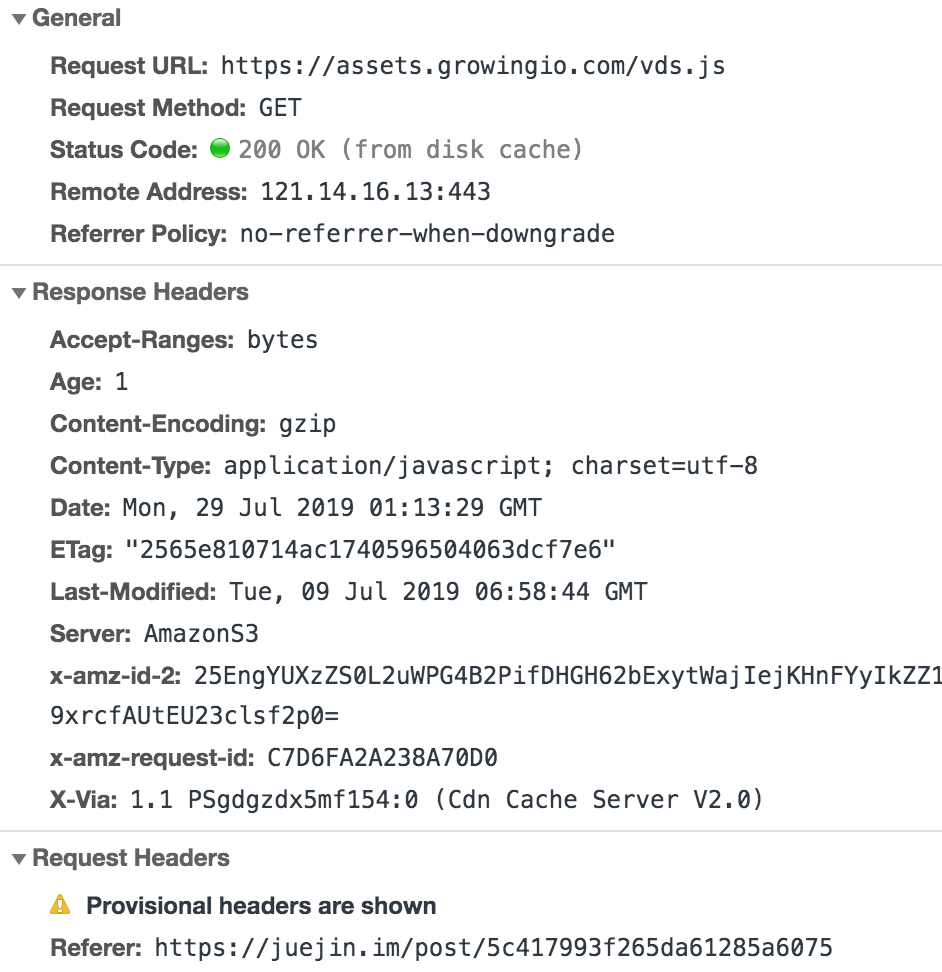 General
Request URL: https://assets.growingio.com/vds.js
Request Method: GET
Status Code: 200 OK (from disk cache)
Remote Address: 121.14.16.13:443
Referrer Policy: no-referrer-when-downgrade
Response Headers
Accept-Ranges: bytes
Age: 1
Content-Encoding: gzip
Content-Type: application/javascript; charset=utf-8
Date: Mon, 29 Jul 2019 01:13:29 GMT
ETag: "2565e810714ac1740596504063dcf7e6"
Last-Modified: Tue, 09 Jul 2019 06:58:44 GMT
Server: AmazonS3
x-amz-id-2: 25EngYUXzZS0L2uWPG4B2PifDHGH62bExytWajIejKHnFYyIkZZ1
9xrcfAUtEU23clsf2p0=
x-amz-request-id: C7D6FA2A238A70D0
X-Via: 1.1 PSgdgzdx5mf154:0 (Cdn Cache Server V2.0)
Request Headers
Provisional headers are shown
Referer: https://juejin.im/post/5c417993f265da61285a6075